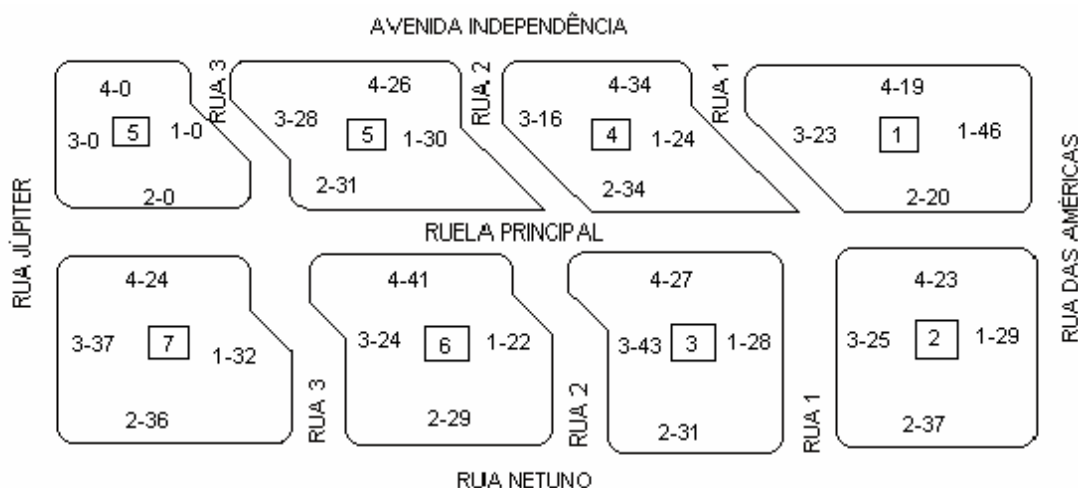 AVENIDA INDEPENDÊNCIA
4-0
3-0 5 1-0
2-0
RUA 3
4-26
3-28 5 1-30
2-31
RUA 2
4-34
3-16 4 1-24
2-34
RUA 1
4-19
3-23 1 1-46
2-20
RUA JÚPITER
RUELA PRINCIPAL
RUA DAS AMÉRICAS
4-24
3-37 7 1-32
2-36
RUA 3
4-41
3-24 6 1-22
2-29
RUA 2
4-27
3-43 3 1-28
2-31
RUA 1
4-23
3-25 2 1-29
2-37
RUA NETUNO